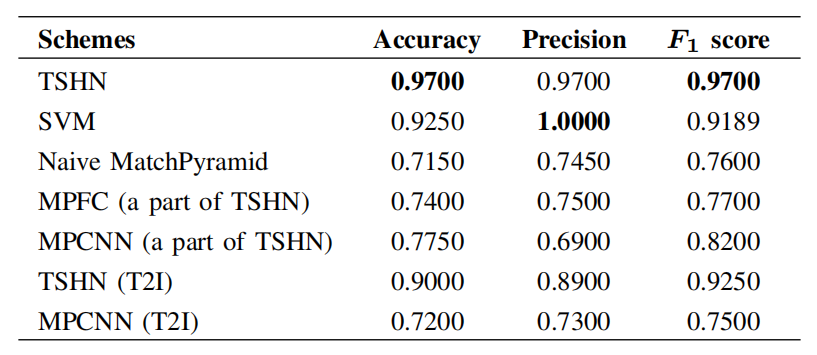 Schemes Accuracy Precision F1 score
TSHN 0.9700 0.9700 0.9700
SVM 0.9250 1.0000 0.9189
Naive MatchPyramid 0.7150 0.7450 0.7600
MPFC (a part of TSHN) 0.7400 0.7500 0.7700
MPCNN (a part of TSHN) 0.7750 0.6900 0.8200
TSHN (T2I) 0.9000 0.8900 0.9250
MPCNN (T2I) 0.7200 0.7300 0.7500